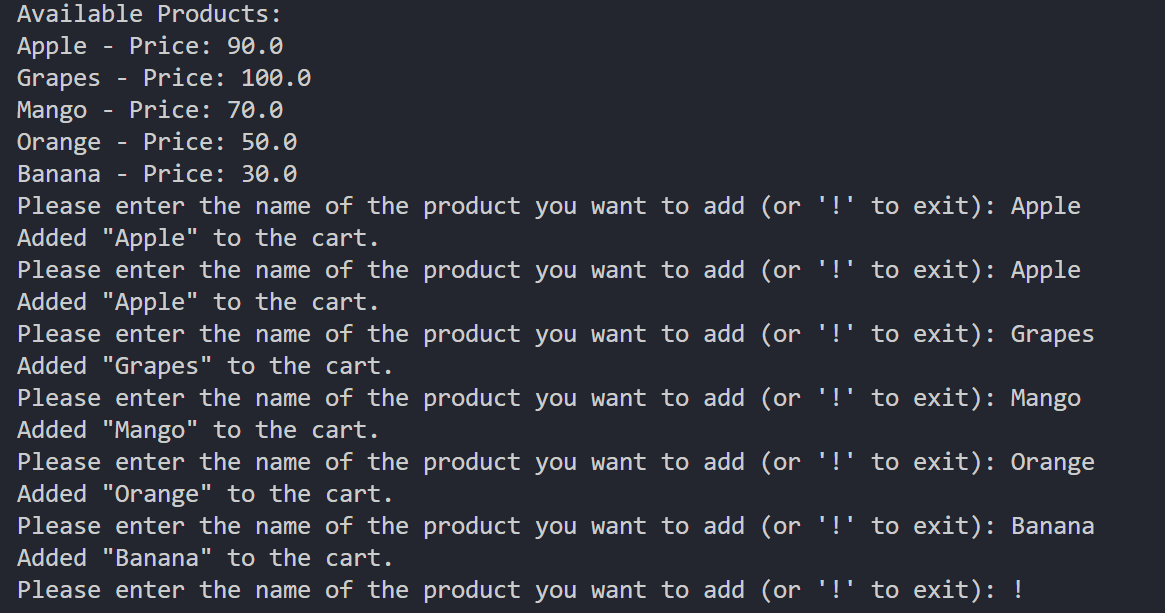 Available Products:
Apple - Price: 90.0
Grapes - Price: 100.0
Mango - Price: 70.0
Orange - Price: 50.0
Banana - Price: 30.0
Please enter the name of the product you want to add (or '!' to exit): Apple
Added "Apple" to the cart.
Please enter the name of the product you want to add (or '!' to exit): Apple
Added "Apple" to the cart.
Please enter the name of the product you want to add (or '!' to exit): Grapes
Added "Grapes" to the cart.
Please enter the name of the product you want to add (or '!' to exit): Mango
Added "Mango" to the cart.
Please enter the name of the product you want to add (or '!' to exit): Orange
Added "Orange" to the cart.
Please enter the name of the product you want to add (or '!' to exit): Banana
Added "Banana" to the cart.
Please enter the name of the product you want to add (or '!' to exit): !